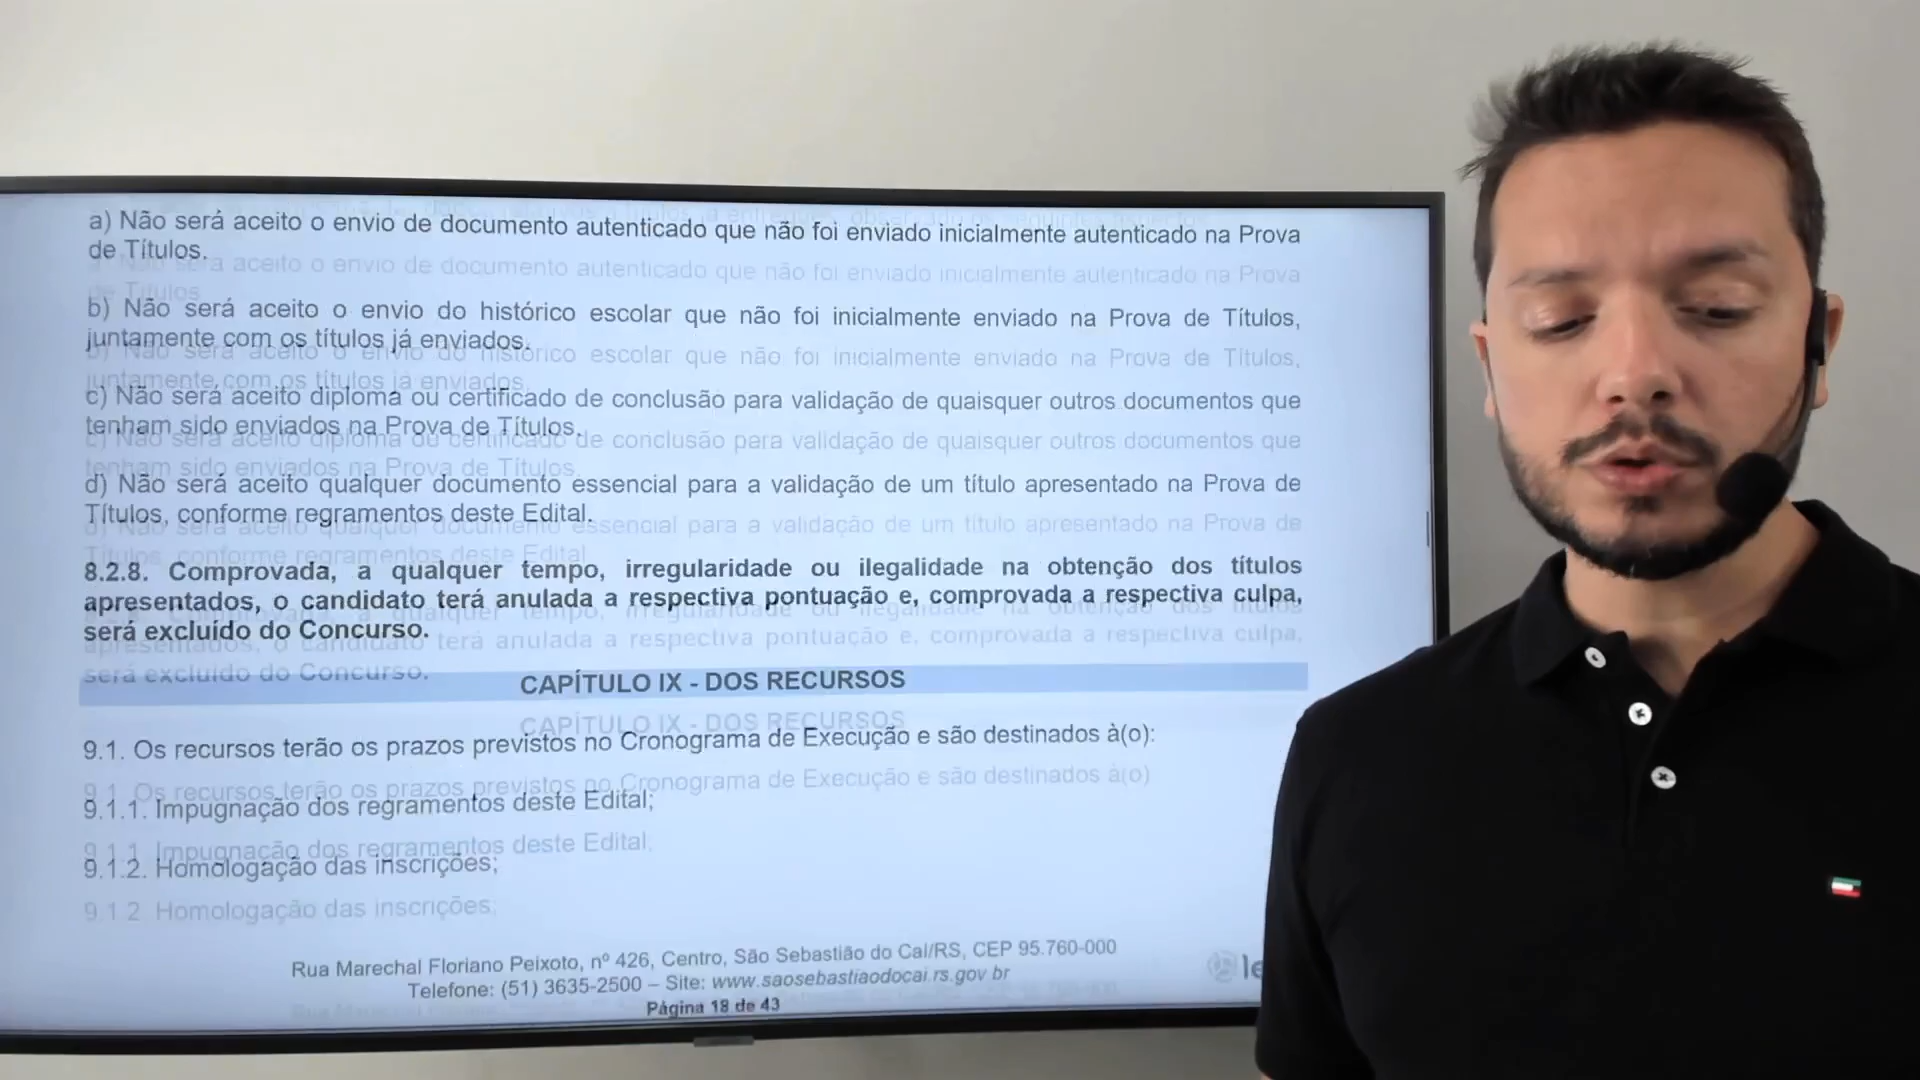 a) Não será aceito o envio de documento autenticado que não foi enviado inicialmente autenticado na Prova
de Títulos.
b) Não será aceito o envio do histórico escolar que não foi inicialmente enviado na Prova de Títulos,
juntamente com os títulos já enviados.
c) Não será aceito diploma ou certificado de conclusão para validação de quaisquer outros documentos que
tenham sido enviados na Prova de Títulos.
d) Não será aceito qualquer documento essencial para a validação de um título apresentado na Prova de
Títulos, conforme regramentos deste Edital.
8.2.8. Comprovada, a qualquer tempo, irregularidade ou ilegalidade na obtenção dos títulos
apresentados, o candidato terá anulada a respectiva pontuação e, comprovada a respectiva culpa,
será excluído do Concurso.
CAPÍTULO IX - DOS RECURSOS
9.1. Os recursos terão os prazos previstos no Cronograma de Execução e são destinados à(o):
9.1.1. Impugnação dos regramentos deste Edital;
9.1.2. Homologação das inscrições;
Rua Marechal Floriano Peixoto, nº 426, Centro, São Sebastião do Caí/RS, CEP 95.760-000
Telefone: (51) 3635-2500 – Site: www.saosebastiaodocai.rs.gov.br
Página 18 de 43